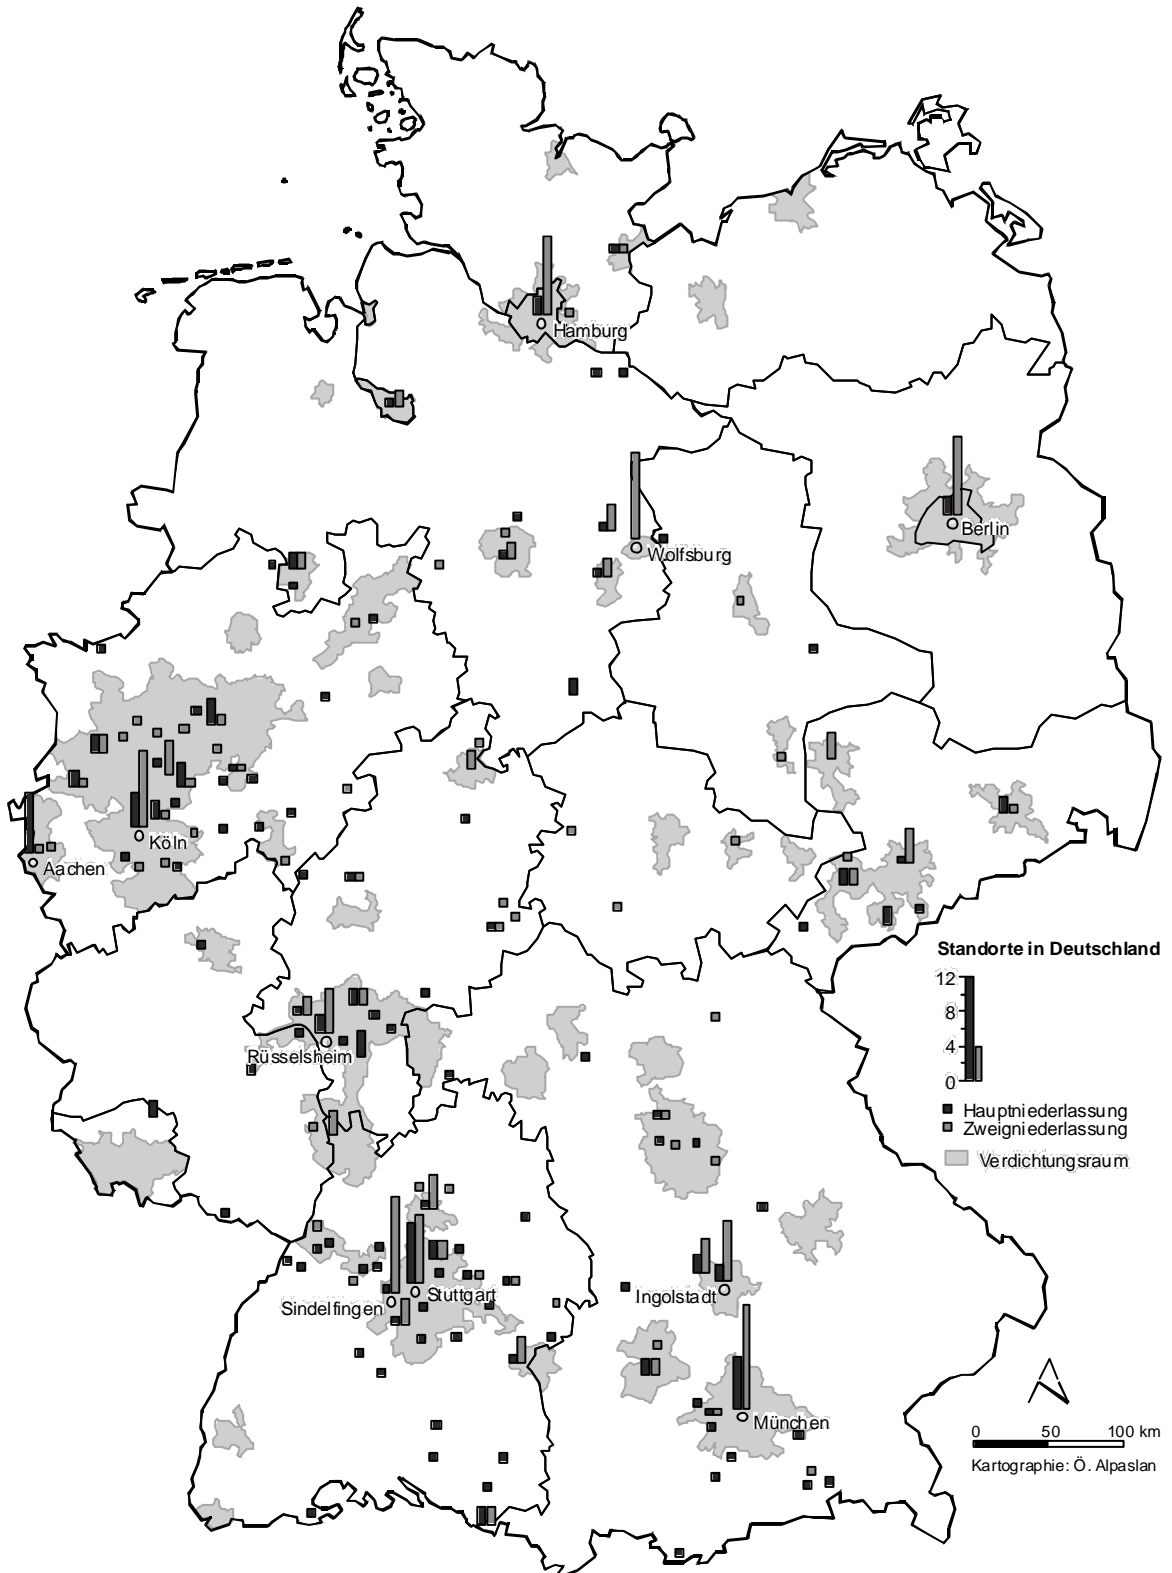 Hamburg
Berlin
Wolfsburg
Köln
Aachen
Standorte in Deutschland
12
8
4
0
Hauptniederlassung
Zweigniederlassung
Verdichtungsraum
Rüsselsheim
Stuttgart
Sindelfingen
Ingolstadt
München
0 50 100 km
Kartographie: Ö. Alpaslan